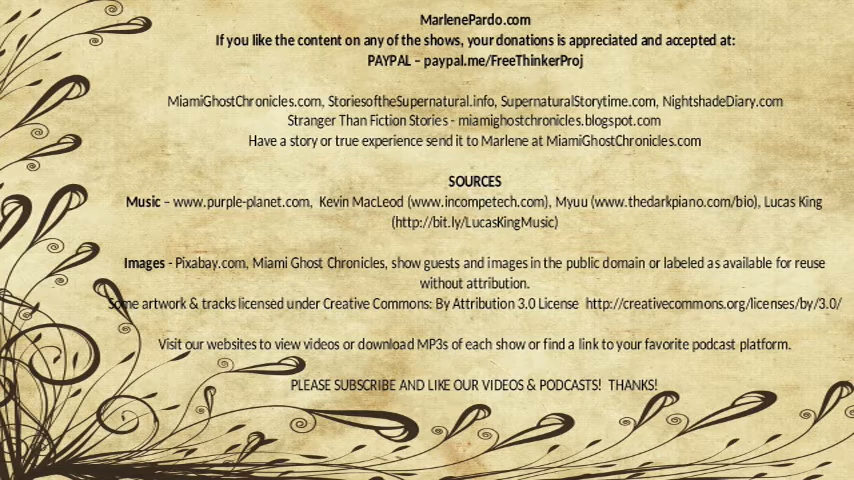 MarlenePardo.com
If you like the content on any of the shows, your donations is appreciated and accepted at:
PAYPAL – paypal.me/FreeThinkerProj
MiamiGhostChronicles.com, StoriesoftheSupernatural.info, SupernaturalStorytime.com, NightshadeDiary.com
Stranger Than Fiction Stories - miamighostchronicles.blogspot.com
Have a story or true experience send it to Marlene at MiamiGhostChronicles.com
SOURCES
Music – www.purple-planet.com, Kevin MacLeod (www.incompetech.com), Myuu (www.thedarkpiano.com/bio), Lucas King
(http://bit.ly/LucasKingMusic)
Images - Pixabay.com, Miami Ghost Chronicles, show guests and images in the public domain or labeled as available for reuse
without attribution.
Some artwork & tracks licensed under Creative Commons: By Attribution 3.0 License http://creativecommons.org/licenses/by/3.0/
Visit our websites to view videos or download MP3s of each show or find a link to your favorite podcast platform.
PLEASE SUBSCRIBE AND LIKE OUR VIDEOS & PODCASTS! THANKS!